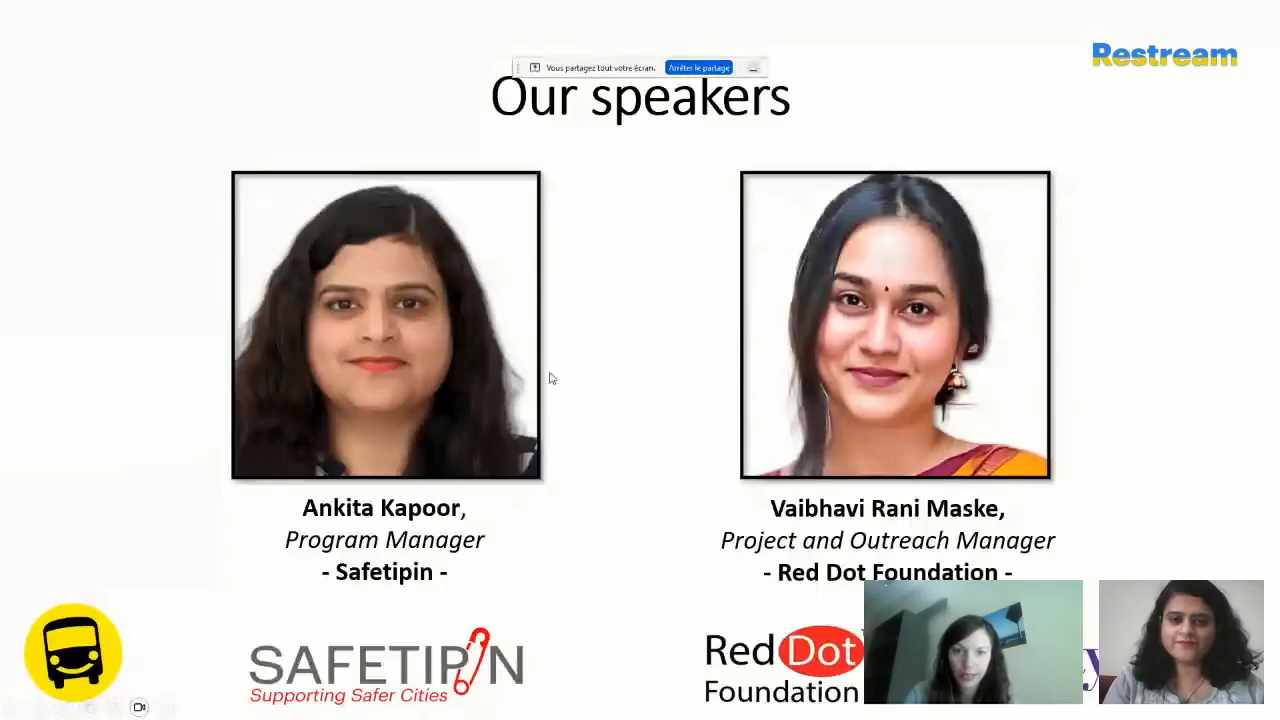 Restream
Vous partagez tout votre écran. Arrêter le partage
Our speakers
Ankita Kapoor,
Program Manager
- Safetipin -
Vaibhavi Rani Maske,
Project and Outreach Manager
- Red Dot Foundation -
SAFETIPIN
Supporting Safer Cities
Red Dot
Foundation
y